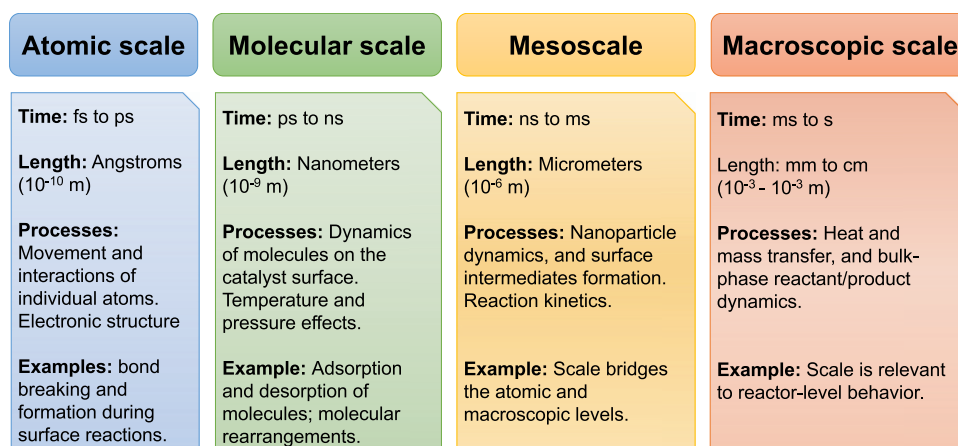 Atomic scale
Time: fs to ps
Length: Angstroms
(10⁻¹⁰ m)
Processes:
Movement and
interactions of
individual atoms.
Electronic structure
Examples: bond
breaking and
formation during
surface reactions.
Molecular scale
Time: ps to ns
Length: Nanometers
(10⁻⁹ m)
Processes: Dynamics
of molecules on the
catalyst surface.
Temperature and
pressure effects.
Example: Adsorption
and desorption of
molecules; molecular
rearrangements.
Mesoscale
Time: ns to ms
Length: Micrometers
(10⁻⁶ m)
Processes: Nanoparticle
dynamics, and surface
intermediates formation.
Reaction kinetics.
Example: Scale bridges
the atomic and
macroscopic levels.
Macroscopic scale
Time: ms to s
Length: mm to cm
(10⁻³ - 10⁻³ m)
Processes: Heat and
mass transfer, and bulk-
phase reactant/product
dynamics.
Example: Scale is relevant
to reactor-level behavior.